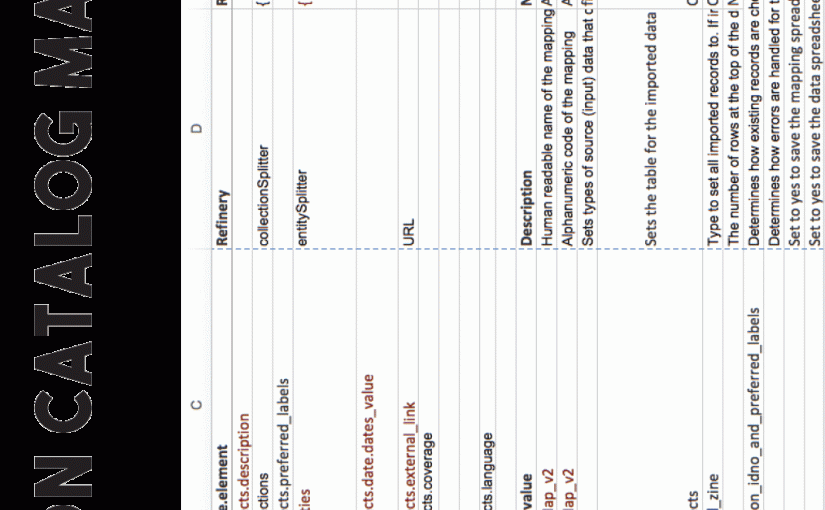 ON CATALOG MA
C D
e.element Refinery R
cts.description
ctions collectionSplitter {
cts.preferred_labels
ties entitySplitter {
cts.date.dates_value
cts.external_link URL
cts.coverage
cts.language
value Description N
lap_v2 Human readable name of the mapping A
lap_v2 Alphanumeric code of the mapping A
Sets types of source (input) data that c fi
cts Sets the table for the imported data C
l_zine Type to set all imported records to. If ir C
The number of rows at the top of the d N
on_idno_and_preferred_labels Determines how existing records are che
Determines how errors are handled for t
Set to yes to save the mapping spread
Set to yes to save the data spreadshee